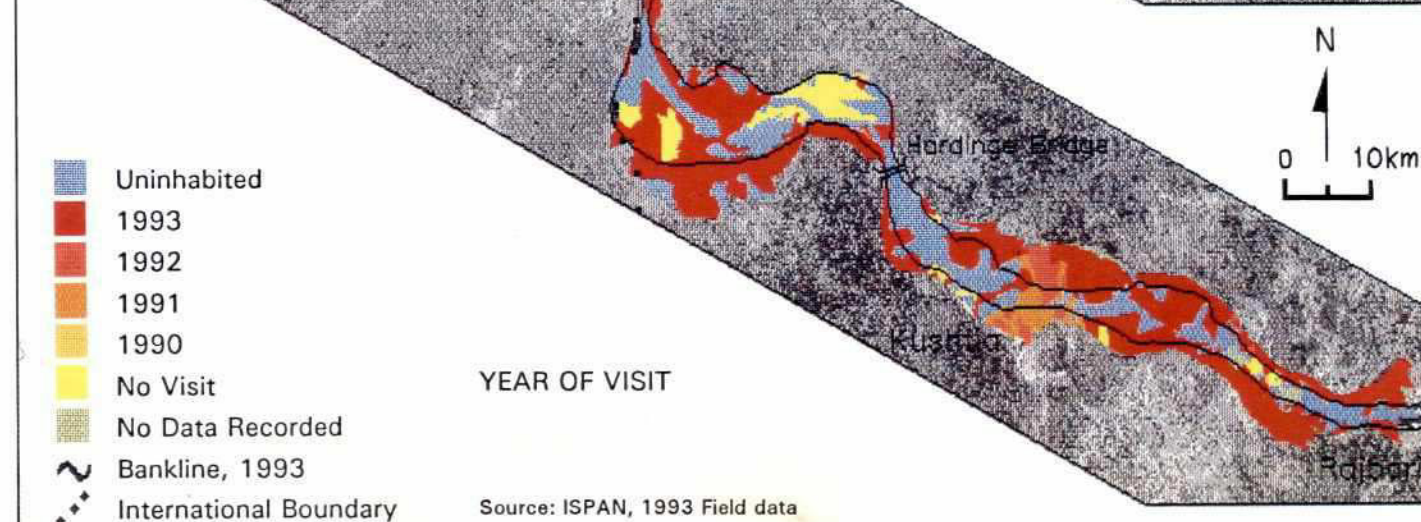 N
Hardinge Bridge
0 10km
Uninhabited
1993
1992
1991
1990
No Visit
No Data Recorded
Bankline, 1993
International Boundary
YEAR OF VISIT
Source: ISPAN, 1993 Field data
Kushtia